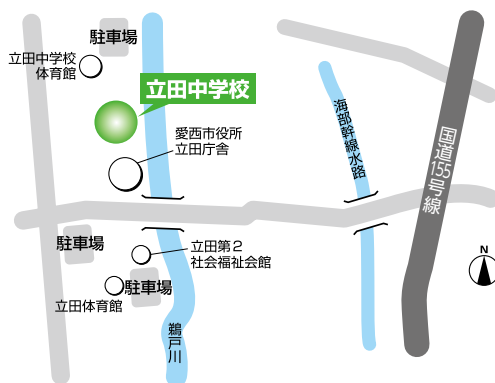 駐車場
立田中学校
体育館
立田中学校
愛西市役所
立田庁舎
海部幹線水路
国道155号線
N
駐車場
立田第2
社会福祉会館
駐車場
立田体育館
鵜戸川